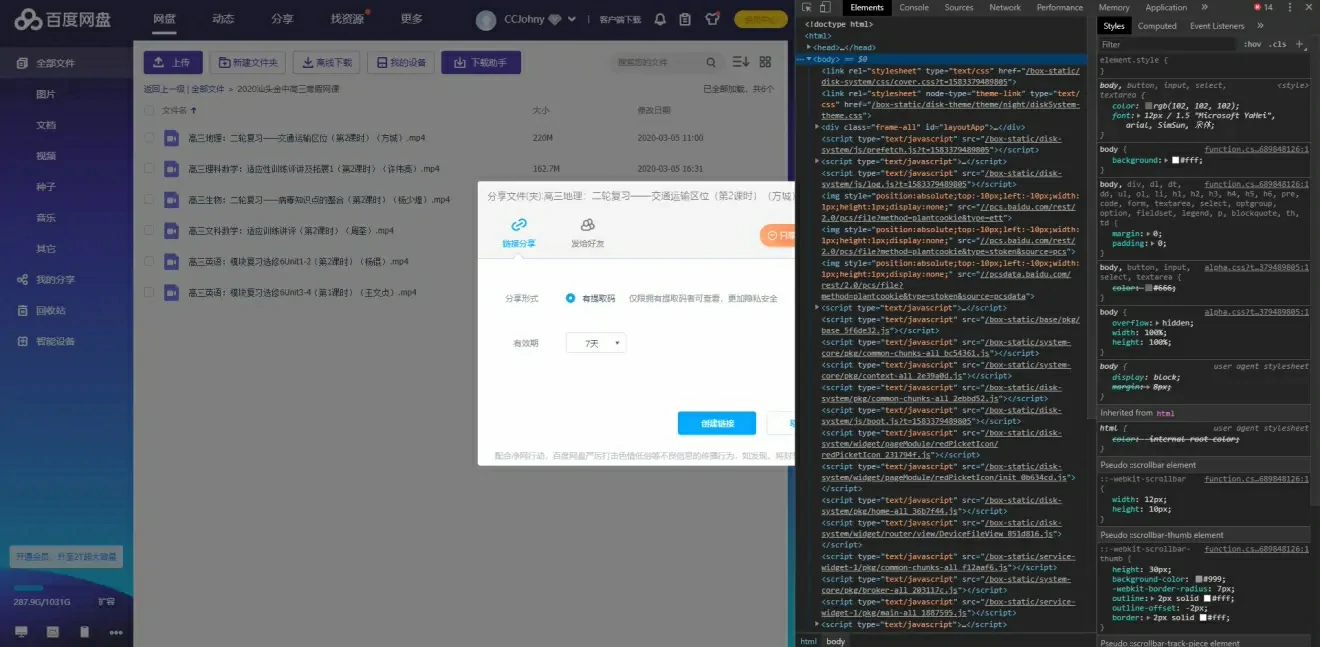 百度网盘
网盘
动态
分享
找资源
更多
CCJohny
客户端下载
会员中心
全部文件
图片
文档
视频
种子
音乐
其它
我的分享
回收站
智能设备
287.9G/1031G
扩容
上传
新建文件夹
离线下载
我的设备
下载助手
搜索您的文件
返回上一级 | 全部文件 > 2020汕头金中高三寒假网课
已全部加载，共6个
文件名
大小
修改日期
高三地理：二轮复习——交通运输区位（第2课时）（方城）.mp4
220M
2020-03-05 11:00
高三理科数学：适应性训练评讲及拓展1（第2课时）（许伟亮）.mp4
162.7M
2020-03-05 16:31
高三生物：二轮复习——病毒知识点的整合（第2课时）（杨少煌）.mp4
高三文科数学：适应训练讲评（第2课时）（周荃）.mp4
高三英语：模块复习选修6Unit1-2（第2课时）（杨儒）.mp4
高三英语：模块复习选修6Unit3-4（第1课时）（王文贞）.mp4
分享文件(夹):高三地理：二轮复习——交通运输区位（第2课时）（方城）
链接分享
发给好友
分享形式
有提取码
仅限拥有提取码者可查看，更加隐私安全
有效期
7天
创建链接
配合净网行动，百度网盘严厉打击色情低俗等不良信息的传播行为，如发现，将封
Elements
Console
Sources
Network
Performance
Memory
Application
14
<!doctype html>
<html>
<head>…</head>
<body> == $0
<link rel="stylesheet" type="text/css" href="/box-static/
disk-system/css/cover.css?t=1583379489805">
<link rel="stylesheet" node-type="theme-link" type="text/
css" href="/box-static/disk-theme/theme/night/diskSystem-
theme.css">
<div class="frame-all" id="layoutApp">…</div>
<script type="text/javascript" src="/box-static/disk-
system/js/prefetch.js?t=1583379489805"></script>
<script type="text/javascript">…</script>
<script type="text/javascript" src="/box-static/disk-
system/js/log.js?t=1583379489805"></script>
<img style="position:absolute;top:-10px;left:-10px;width:
1px;height:1px;display:none;" src="//pcs.baidu.com/rest/
2.0/pcs/file?method=plantcookie&type=ett">
<img style="position:absolute;top:-10px;left:-10px;width:
1px;height:1px;display:none;" src="//pcs.baidu.com/rest/
2.0/pcs/file?method=plantcookie&type=stoken&source=pcs">
<img style="position:absolute;top:-10px;left:-10px;width:
1px;height:1px;display:none;" src="//pcsdata.baidu.com/
rest/2.0/pcs/file?
method=plantcookie&type=stoken&source=pcsdata">
<script type="text/javascript">…</script>
<script type="text/javascript" src="/box-static/base/pkg/
base_5f6de32.js"></script>
<script type="text/javascript" src="/box-static/system-
core/pkg/common-chunks-all_bc54361.js"></script>
<script type="text/javascript" src="/box-static/system-
core/pkg/context-all_2e39a0d.js"></script>
<script type="text/javascript" src="/box-static/disk-
system/pkg/common-chunks-all_2ebbd52.js"></script>
<script type="text/javascript" src="/box-static/disk-
system/js/boot.js?t=1583379489805"></script>
<script type="text/javascript" src="/box-static/disk-
system/widget/pageModule/redPicketIcon/
redPicketIcon_231794f.js"></script>
<script type="text/javascript" src="/box-static/disk-
system/widget/pageModule/redPicketIcon/init_0b634cd.js">
</script>
<script type="text/javascript" src="/box-static/disk-
system/pkg/home-all_36b7f44.js"></script>
<script type="text/javascript" src="/box-static/disk-
system/widget/router/view/DeviceFileView_851d816.js">
</script>
<script type="text/javascript" src="/box-static/service-
widget-1/pkg/common-chunks-all_f12aaf6.js"></script>
<script type="text/javascript" src="/box-static/system-
core/pkg/broker-all_203117c.js"></script>
<script type="text/javascript" src="/box-static/service-
widget-1/pkg/main-all_1887595.js"></script>
<script type="text/javascript">…</script>
html
body
Styles
Computed
Event Listeners
Filter
:hov .cls +
element.style {
}
body, button, input, select, <style>
textarea {
color: rgb(102, 102, 102);
font: 12px / 1.5 "Microsoft YaHei",
arial, SimSun, 宋体;
}
body { function.cs…689848126:1
background: #fff;
}
body, div, dl, dt, function.cs…689848126:1
dd, ul, ol, li, h1, h2, h3, h4, h5, h6, pre,
code, form, textarea, select, optgroup,
option, fieldset, legend, p, blockquote, th,
td {
margin: 0;
padding: 0;
}
body, button, input, alpha.css?t…379489805:1
select, textarea {
color: #666;
}
body { alpha.css?t…379489805:1
overflow: hidden;
width: 100%;
height: 100%;
}
body { user agent stylesheet
display: block;
margin: 8px;
}
Inherited from html
html { user agent stylesheet
color: -internal-root-color;
}
Pseudo ::scrollbar element
::-webkit-scrollbar function.cs…689848126:1
{
width: 12px;
height: 10px;
}
Pseudo ::scrollbar-thumb element
::-webkit-scrollbar- function.cs…689848126:1
thumb {
height: 30px;
background-color: #999;
-webkit-border-radius: 7px;
outline: 2px solid #fff;
outline-offset: -2px;
border: 2px solid #fff;
}
Pseudo ::scrollbar-track-piece element